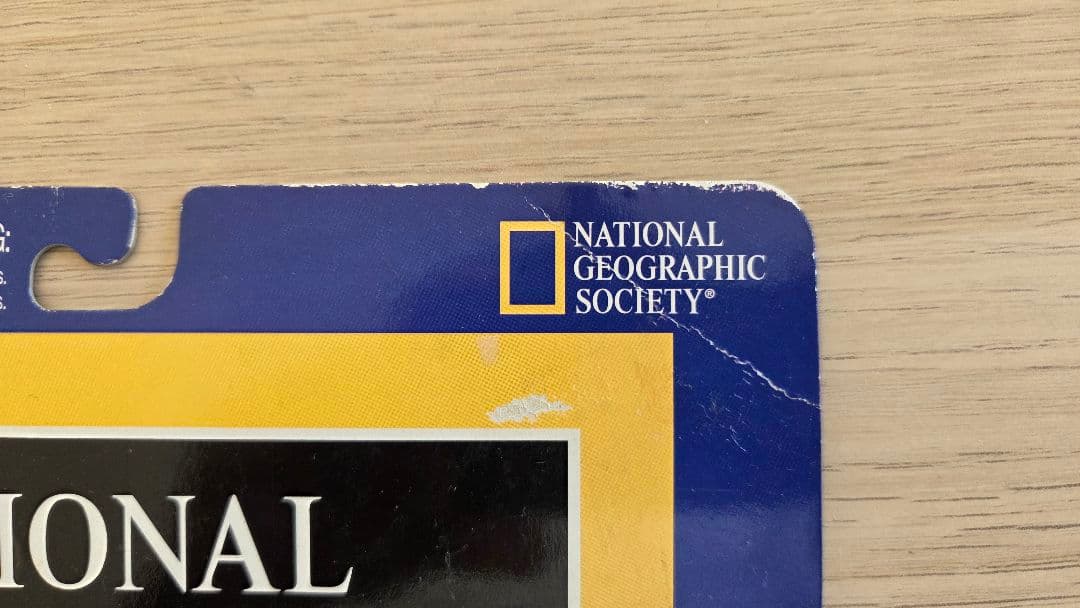 G:
s.
s.
NATIONAL
GEOGRAPHIC
SOCIETY®
IONAL